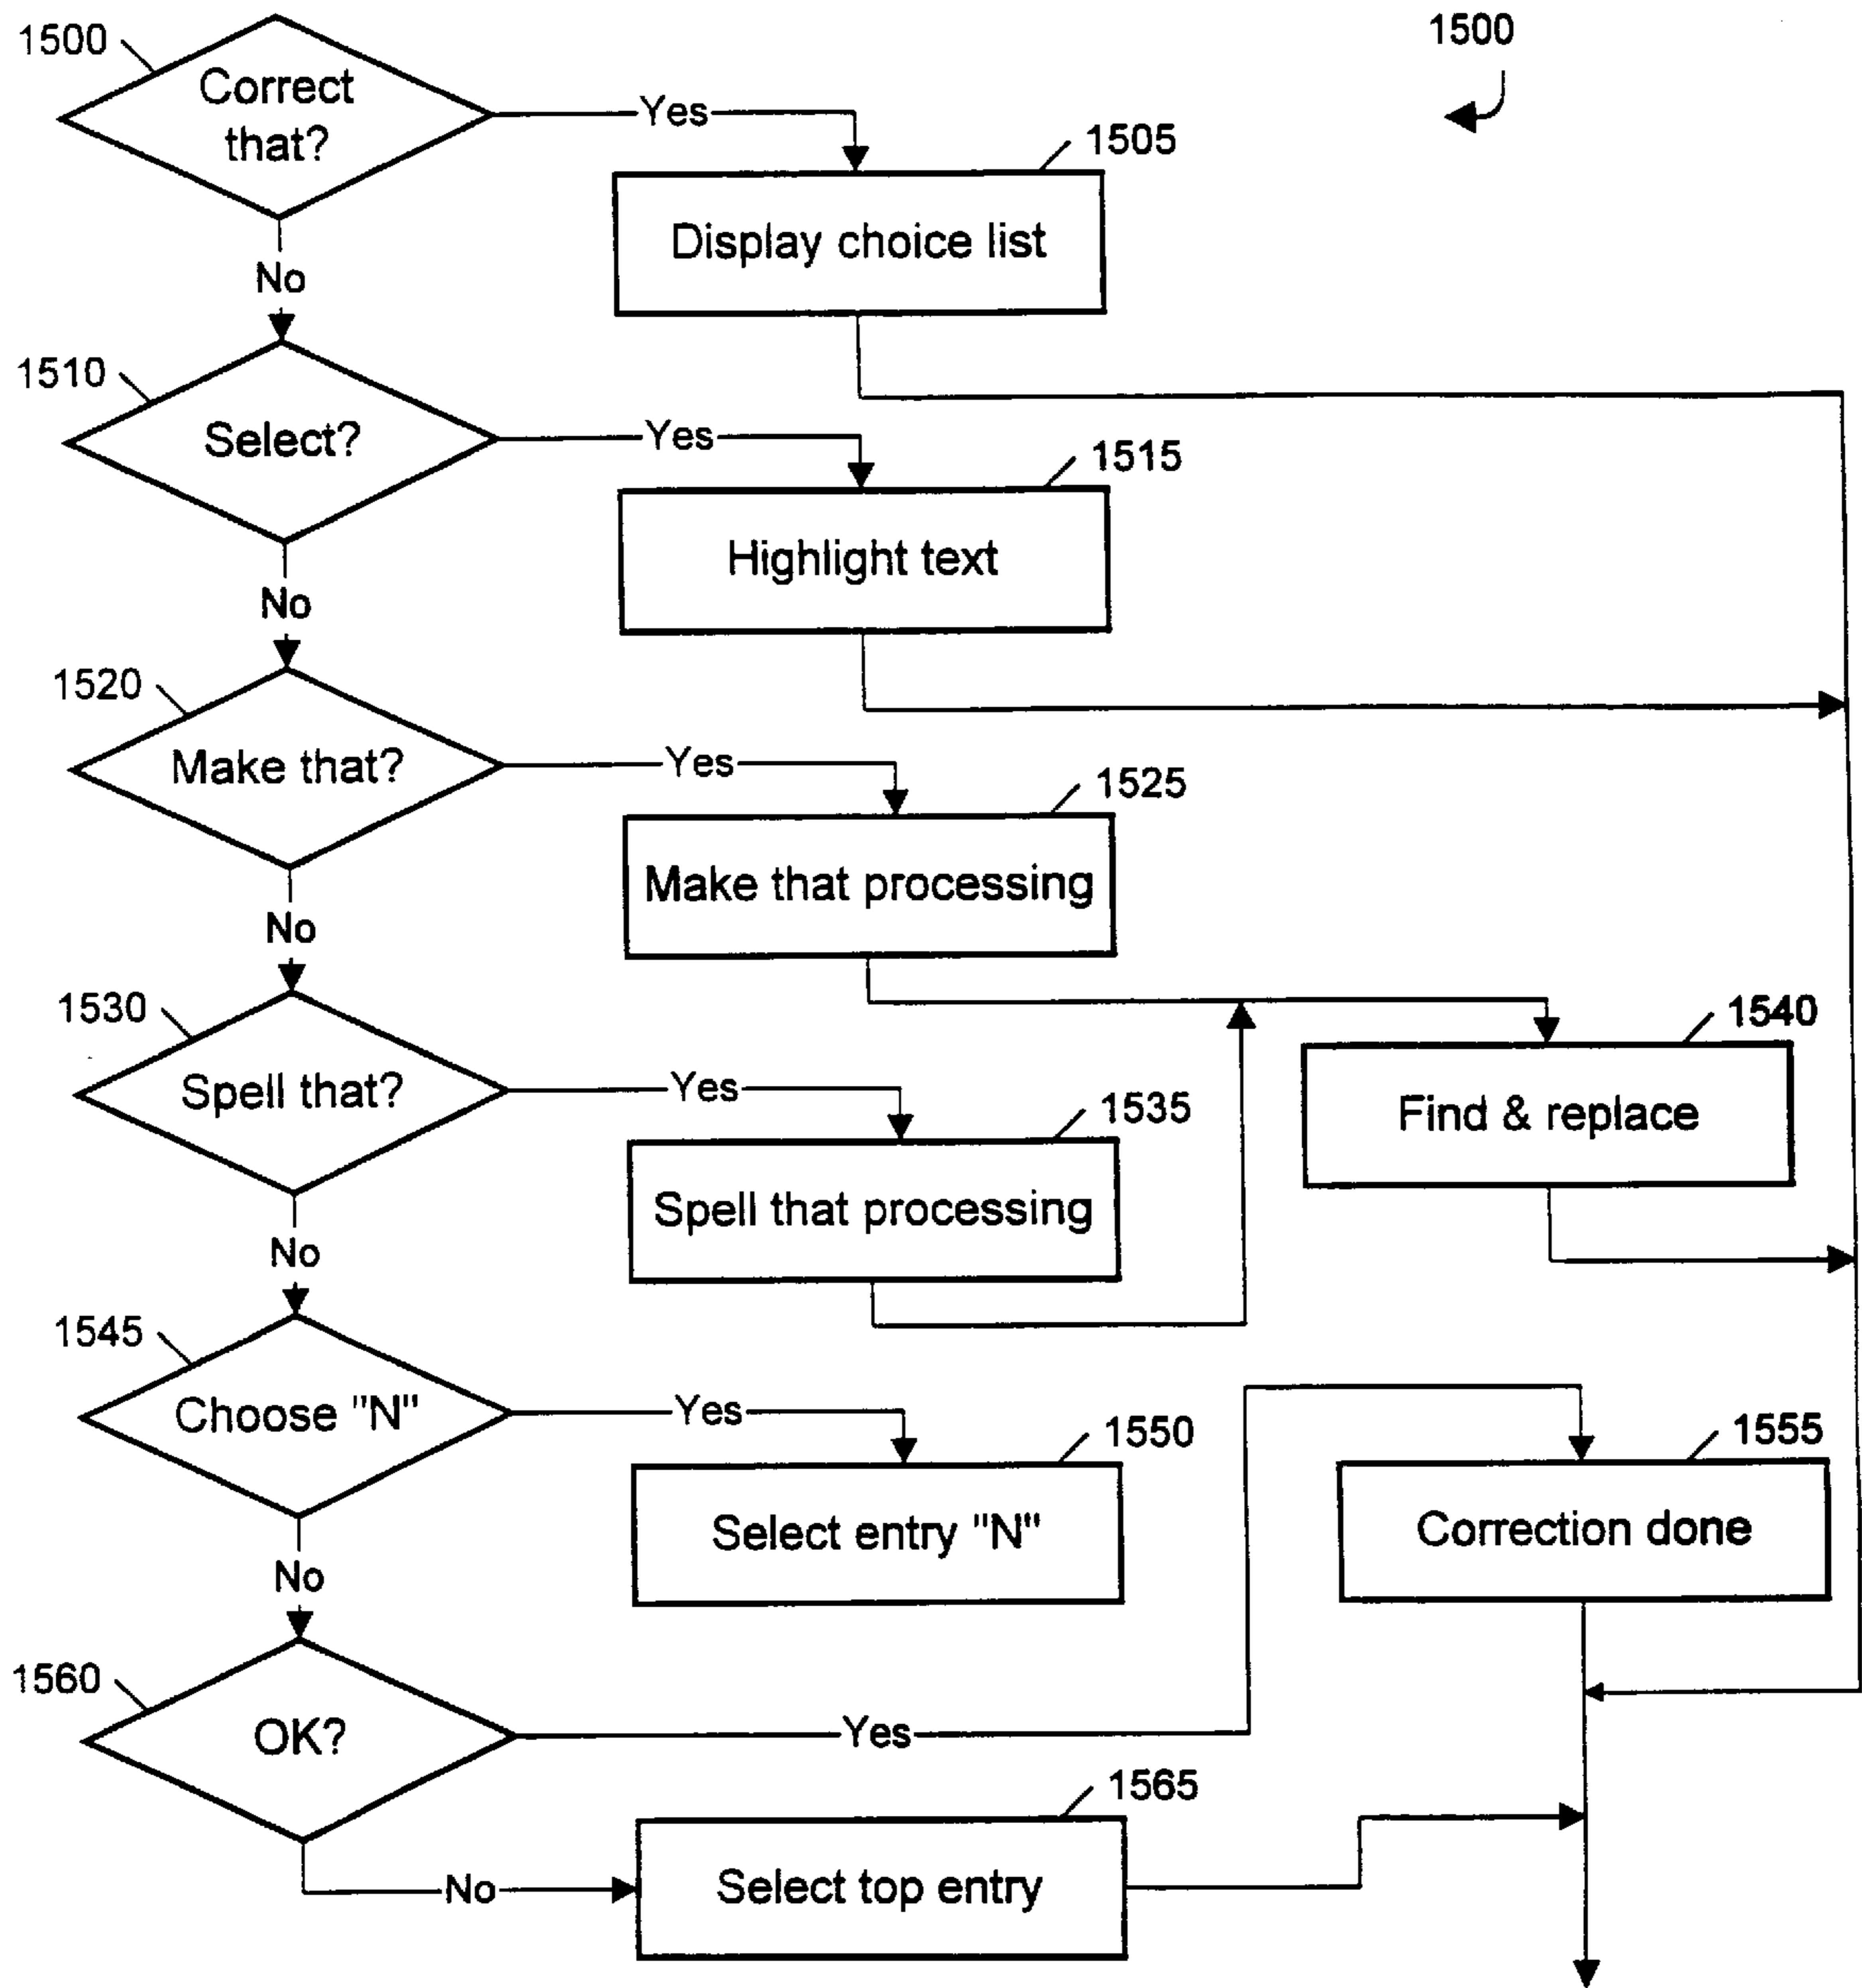 1500
1500
Correct
that?
Yes
1505
Display choice list
No
1510
Select?
Yes
1515
Highlight text
No
1520
Make that?
Yes
1525
Make that processing
No
1530
Spell that?
Yes
1535
Spell that processing
1540
Find & replace
No
1545
Choose "N"
Yes
1550
Select entry "N"
1555
Correction done
No
1560
OK?
Yes
1565
No
Select top entry